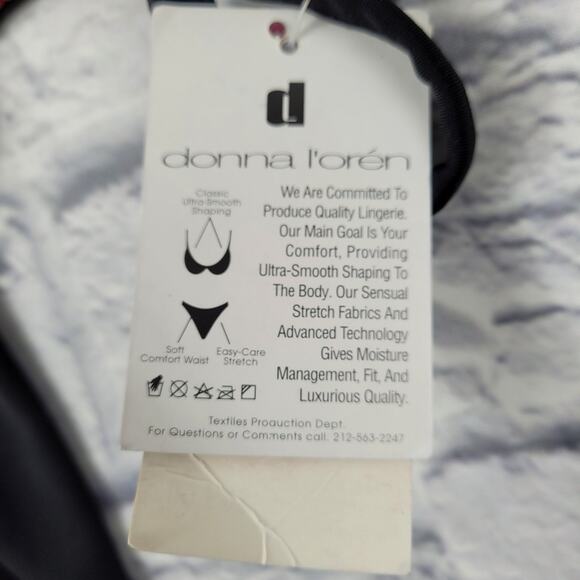 d
donna l'orén
Classic
Ultra-Smooth
Shaping
Soft
Comfort Waist
Easy-Care
Stretch
We Are Committed To
Produce Quality Lingerie.
Our Main Goal Is Your
Comfort, Providing
Ultra-Smooth Shaping To
The Body. Our Sensual
Stretch Fabrics And
Advanced Technology
Gives Moisture
Management, Fit, And
Luxurious Quality.
Textiles Production Dept.
For Questions or Comments call. 212-563-2247